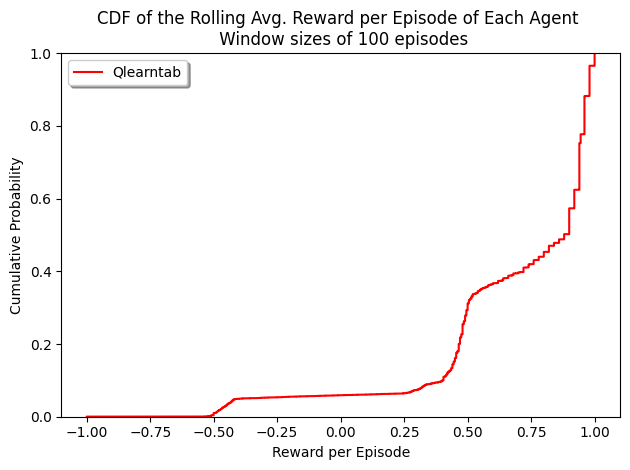 CDF of the Rolling Avg. Reward per Episode of Each Agent
Window sizes of 100 episodes
Qlearntab
1.0
0.8
0.6
0.4
0.2
0.0
Cumulative Probability
−1.00 −0.75 −0.50 −0.25 0.00 0.25 0.50 0.75 1.00
Reward per Episode